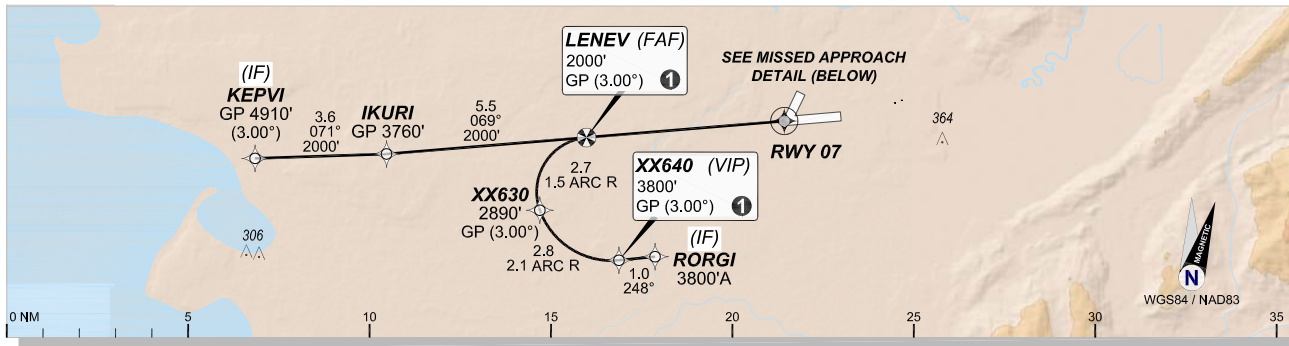 LENEV (FAF)
2000'
GP (3.00°) 1
SEE MISSED APPROACH
DETAIL (BELOW)
(IF)
KEPVI
GP 4910'
(3.00°)
3.6
071°
2000'
IKURI
GP 3760'
5.5
069°
2000'
364
RWY 07
2.7
1.5 ARC R
XX640 (VIP)
3800'
GP (3.00°) 1
XX630
2890'
GP (3.00°)
306
2.8
2.1 ARC R
(IF)
RORGI
3800'A
1.0
248°
MAGNETIC
N
WGS84 / NAD83
0 NM 5 10 15 20 25 30 35